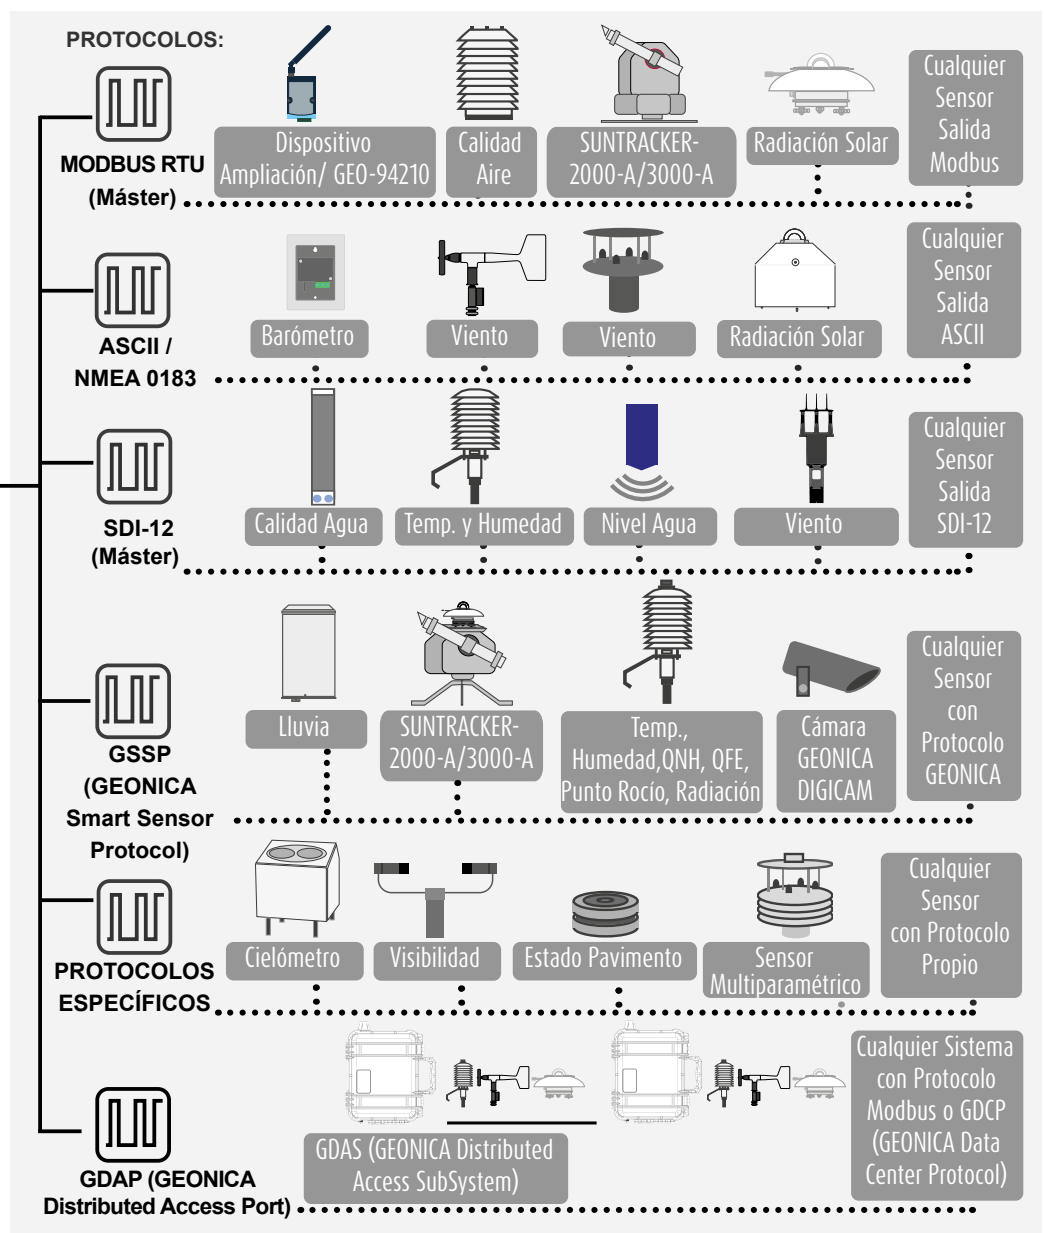 PROTOCOLOS:
MODBUS RTU
(Máster)
Dispositivo
Ampliación/ GEO-94210
Calidad
Aire
SUNTRACKER-
2000-A/3000-A
Radiación Solar
Cualquier
Sensor
Salida
Modbus
ASCII /
NMEA 0183
Barómetro
Viento
Viento
Radiación Solar
Cualquier
Sensor
Salida
ASCII
SDI-12
(Máster)
Calidad Agua
Temp. y Humedad
Nivel Agua
Viento
Cualquier
Sensor
Salida
SDI-12
GSSP
(GEONICA
Smart Sensor
Protocol)
Lluvia
SUNTRACKER-
2000-A/3000-A
Temp.,
Humedad,QNH, QFE,
Punto Rocío, Radiación
Cámara
GEONICA
DIGICAM
Cualquier
Sensor
con
Protocolo
GEONICA
PROTOCOLOS
ESPECÍFICOS
Cielómetro
Visibilidad
Estado Pavimento
Sensor
Multiparamétrico
Cualquier
Sensor
con Protocolo
Propio
GDAP (GEONICA
Distributed Access Port)
GDAS (GEONICA Distributed
Access SubSystem)
Cualquier Sistema
con Protocolo
Modbus o GDCP
(GEONICA Data
Center Protocol)